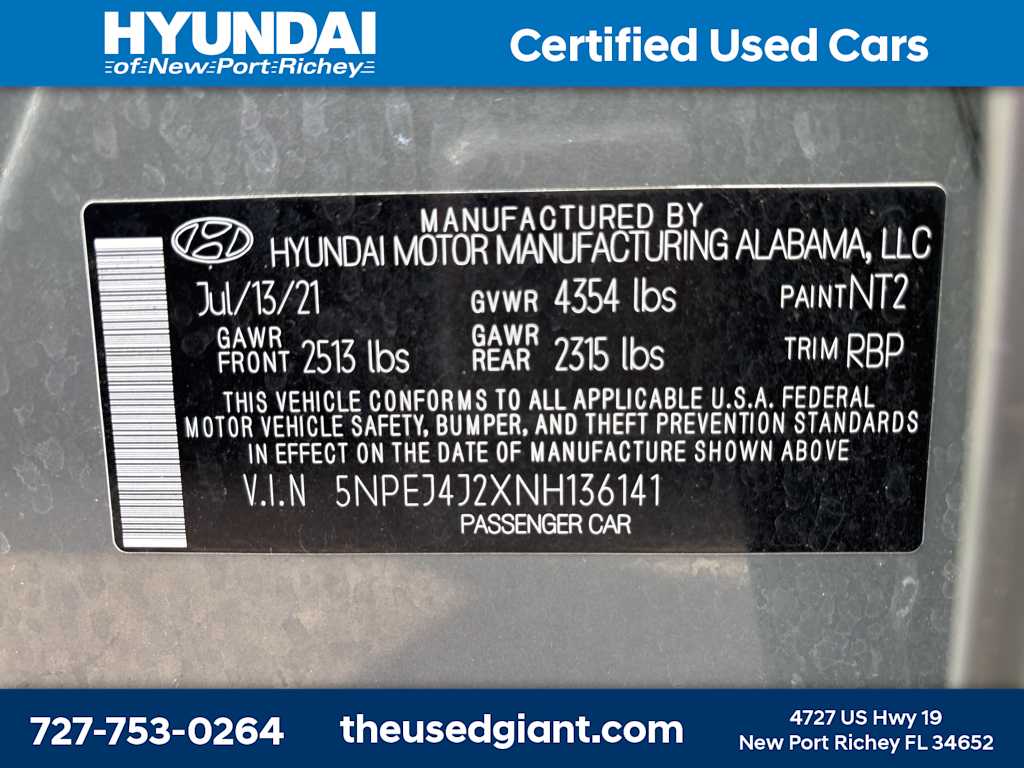 HYUNDAI
of New Port Richey
Certified Used Cars
MANUFACTURED BY
HYUNDAI MOTOR MANUFACTURING ALABAMA, LLC
Jul/13/21 GVWR 4354 lbs PAINT NT2
GAWR FRONT 2513 lbs GAWR REAR 2315 lbs TRIM RBP
THIS VEHICLE CONFORMS TO ALL APPLICABLE U.S.A. FEDERAL
MOTOR VEHICLE SAFETY, BUMPER, AND THEFT PREVENTION STANDARDS
IN EFFECT ON THE DATE OF MANUFACTURE SHOWN ABOVE
V.I.N 5NPEJ4J2XNH136141
PASSENGER CAR
727-753-0264
theusedgiant.com
4727 US Hwy 19
New Port Richey FL 34652